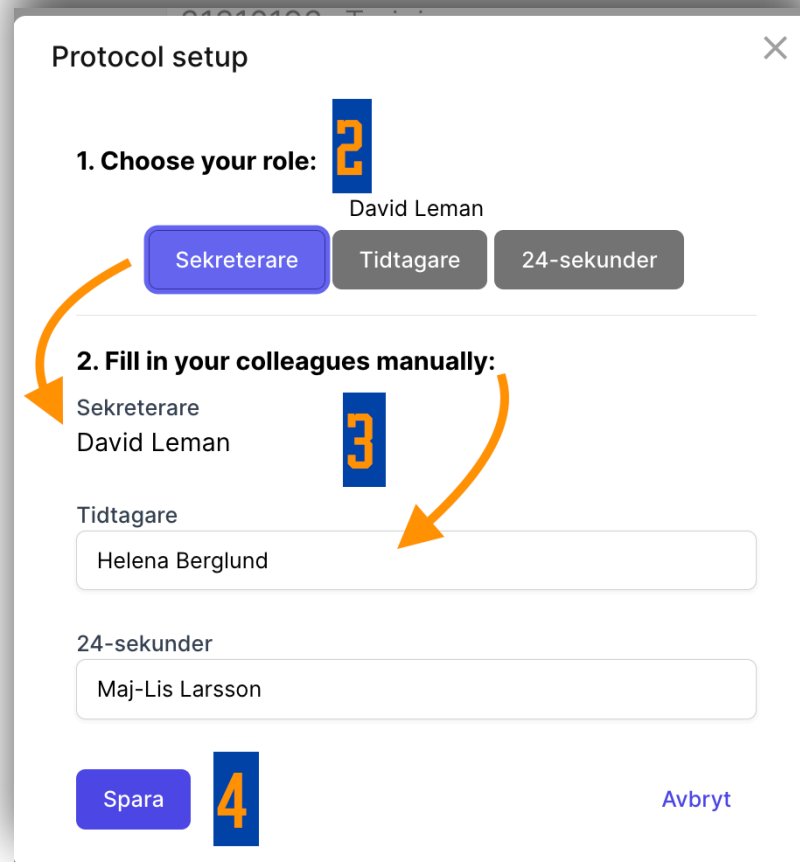 Protocol setup
2
1. Choose your role:
David Leman
Sekreterare Tidtagare 24-sekunder
2. Fill in your colleagues manually:
Sekreterare
David Leman
3
Tidtagare
Helena Berglund
24-sekunder
Maj-Lis Larsson
Spara 4 Avbryt